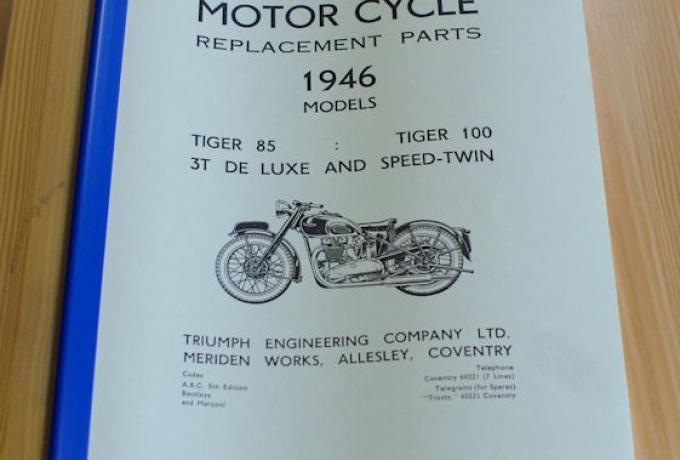 MOTOR CYCLE
REPLACEMENT PARTS
1946
MODELS
TIGER 85 : TIGER 100
3T DE LUXE AND SPEED-TWIN
TRIUMPH ENGINEERING COMPANY LTD.
MERIDEN WORKS, ALLESLEY, COVENTRY
Codes
A.B.C. 5th Edition
Bentleys
and Marconi
Telephone
Coventry 60221 (7 Lines)
Telegrams (for Spares)
"Trusty," 60221 Coventry